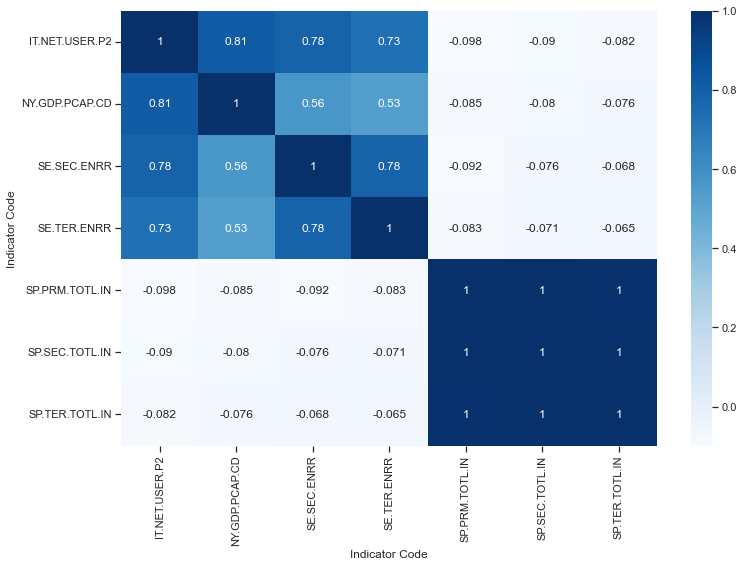 IT.NET.USER.P2 1 0.81 0.78 0.73 -0.098 -0.09 -0.082
NY.GDP.PCAP.CD 0.81 1 0.56 0.53 -0.085 -0.08 -0.076
SE.SEC.ENRR 0.78 0.56 1 0.78 -0.092 -0.076 -0.068
SE.TER.ENRR 0.73 0.53 0.78 1 -0.083 -0.071 -0.065
SP.PRM.TOTL.IN -0.098 -0.085 -0.092 -0.083 1 1 1
SP.SEC.TOTL.IN -0.09 -0.08 -0.076 -0.071 1 1 1
SP.TER.TOTL.IN -0.082 -0.076 -0.068 -0.065 1 1 1
Indicator Code
IT.NET.USER.P2
NY.GDP.PCAP.CD
SE.SEC.ENRR
SE.TER.ENRR
SP.PRM.TOTL.IN
SP.SEC.TOTL.IN
SP.TER.TOTL.IN
Indicator Code
1.0
0.8
0.6
0.4
0.2
0.0